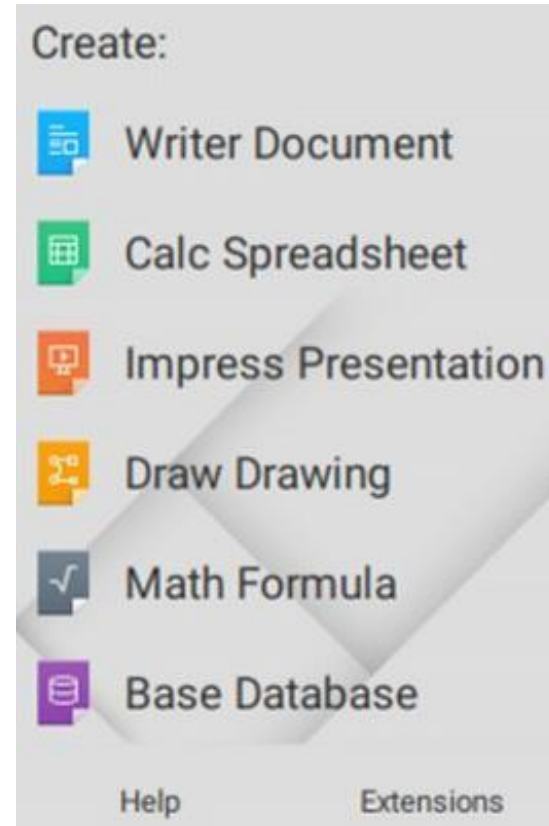 Create:
Writer Document
Calc Spreadsheet
Impress Presentation
Draw Drawing
Math Formula
Base Database
Help Extensions